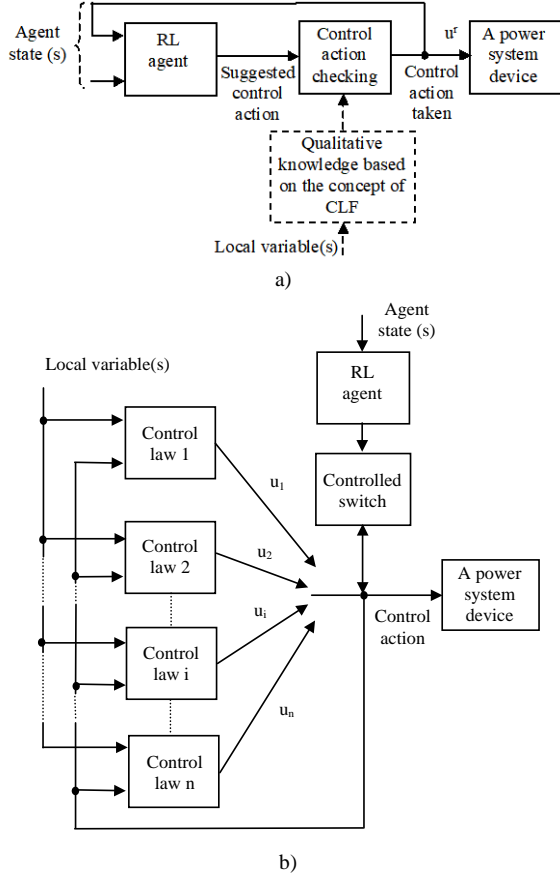 Agent
state (s)
RL
agent
Suggested
control
action
Control
action
checking
u^r
Control
action
taken
A power
system
device
Qualitative
knowledge based
on the concept of
CLF
Local variable(s)
a)
Agent
state (s)
Local variable(s)
RL
agent
Control
law 1
u1
Controlled
switch
Control
law 2
u2
A power
system
device
Control
action
Control
law i
ui
Control
law n
un
b)